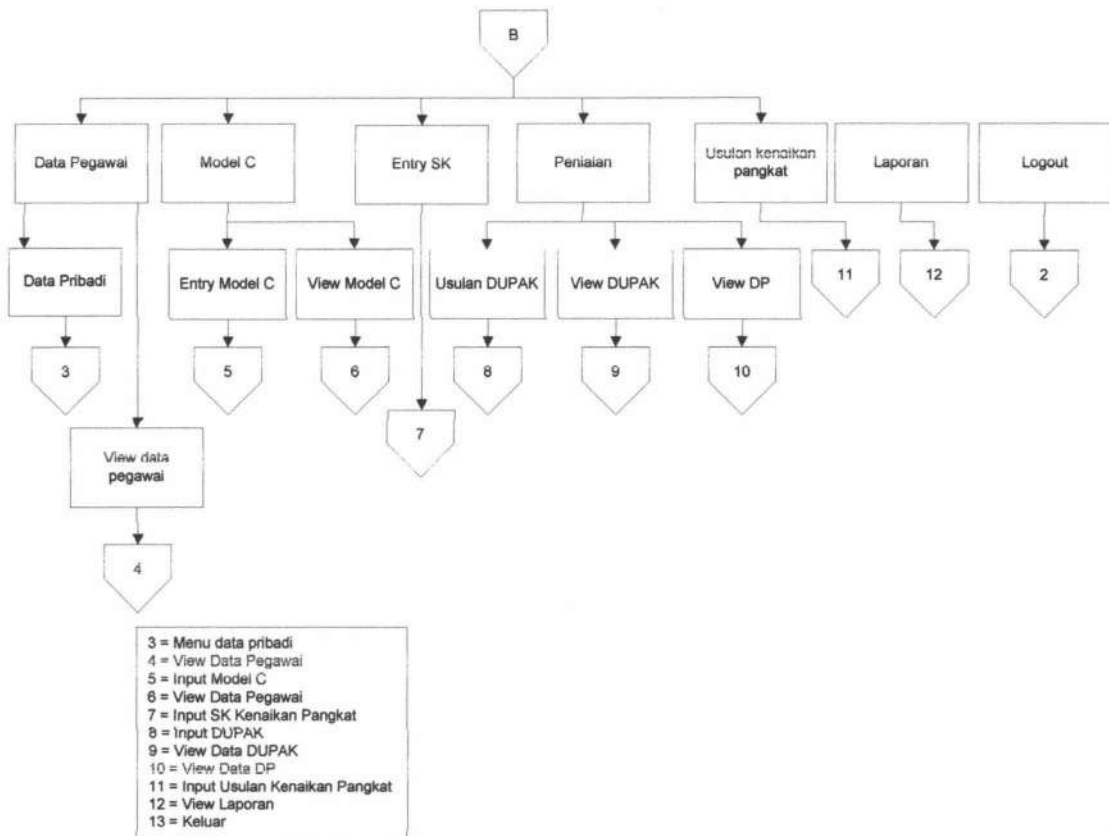 B
Data Pegawai
Model C
Entry SK
Peniaian
Usulan kenaikan
pangkat
Laporan
Logout
Data Pribadi
Entry Model C
View Model C
Usulan DUPAK
View DUPAK
View DP
11
12
2
3
5
6
8
9
10
7
View data
pegawai
4
3 = Menu data pribadi
4 = View Data Pegawai
5 = Input Model C
6 = View Data Pegawai
7 = Input SK Kenaikan Pangkat
8 = Input DUPAK
9 = View Data DUPAK
10 = View Data DP
11 = Input Usulan Kenaikan Pangkat
12 = View Laporan
13 = Keluar